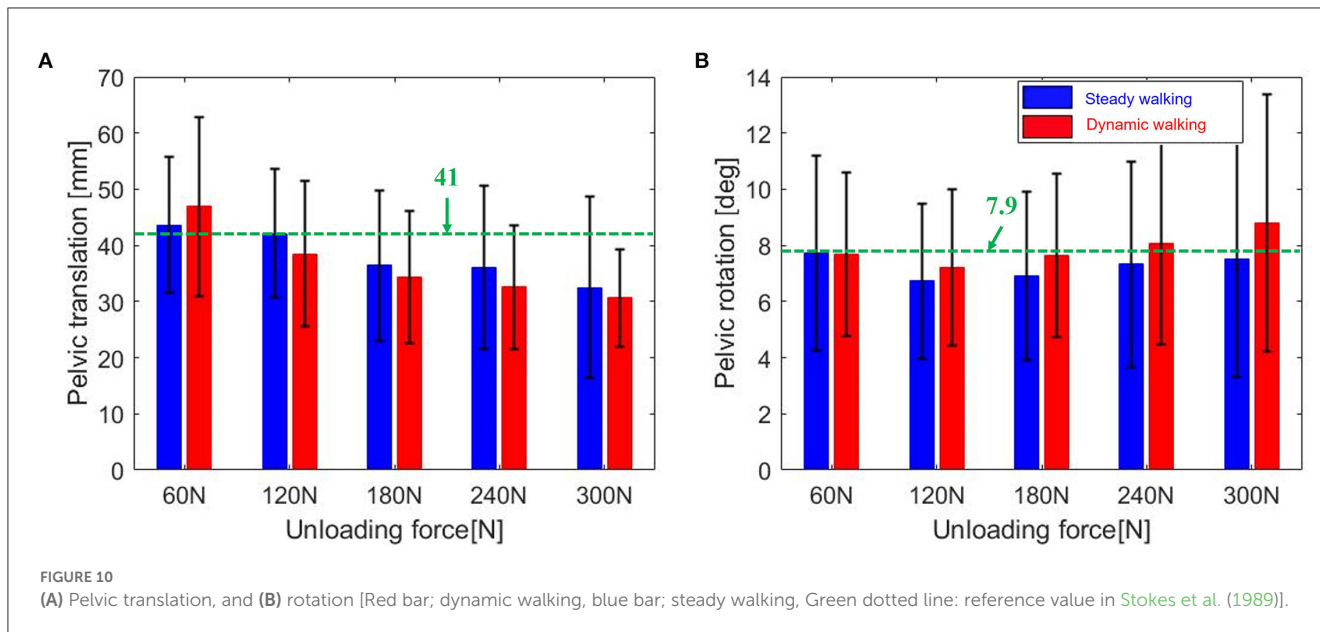 A
70
60
50
40
30
20
10
0
Pelvic translation [mm]
41
60N 120N 180N 240N 300N
Unloading force[N]
B
14
12
10
8
6
4
2
0
Pelvic rotation [deg]
Steady walking
Dynamic walking
7.9
60N 120N 180N 240N 300N
Unloading force[N]
FIGURE 10
(A) Pelvic translation, and (B) rotation [Red bar; dynamic walking, blue bar; steady walking, Green dotted line: reference value in Stokes et al. (1989)].